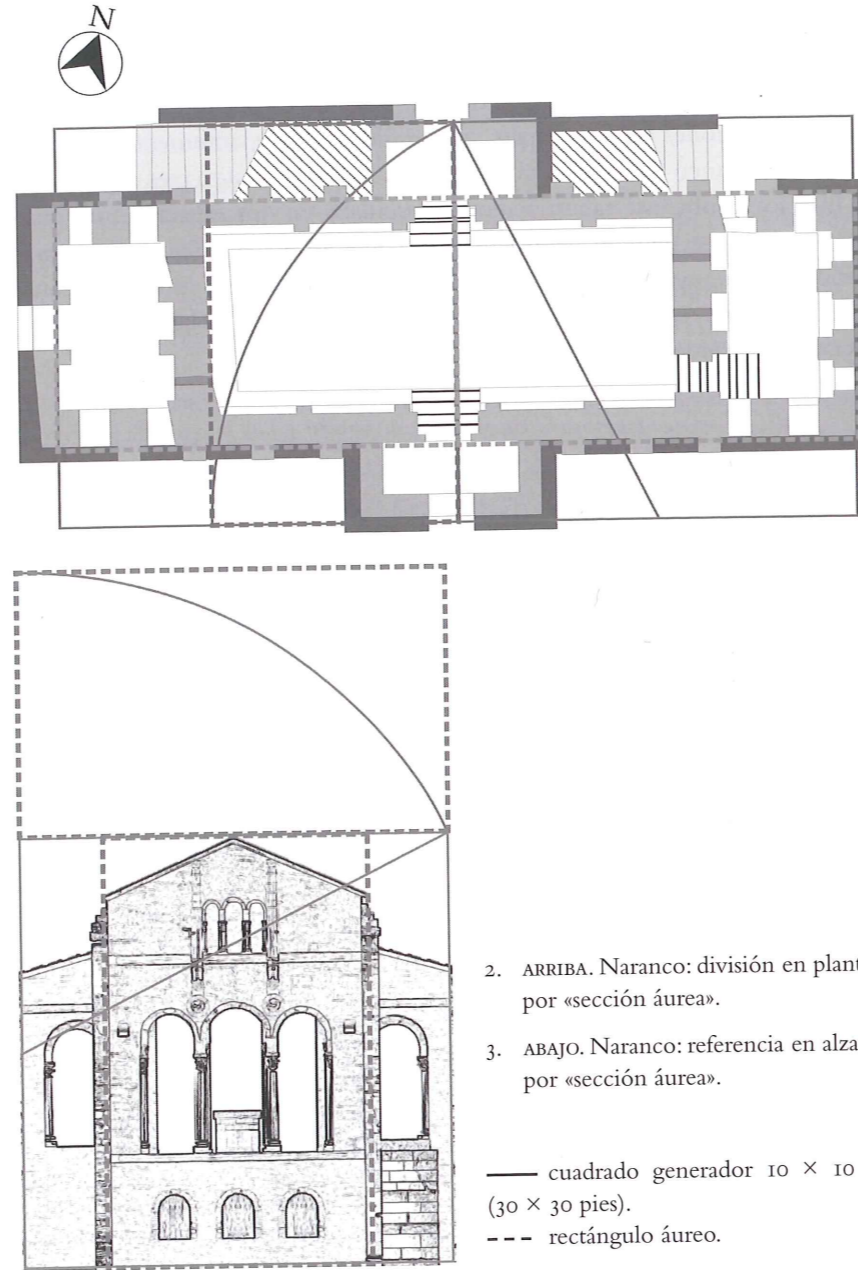 N
2. ARRIBA. Naranco: división en plant
por «sección áurea».
3. ABAJO. Naranco: referencia en alza
por «sección áurea».
cuadrado generador 10 × 10
(30 × 30 pies).
rectángulo áureo.